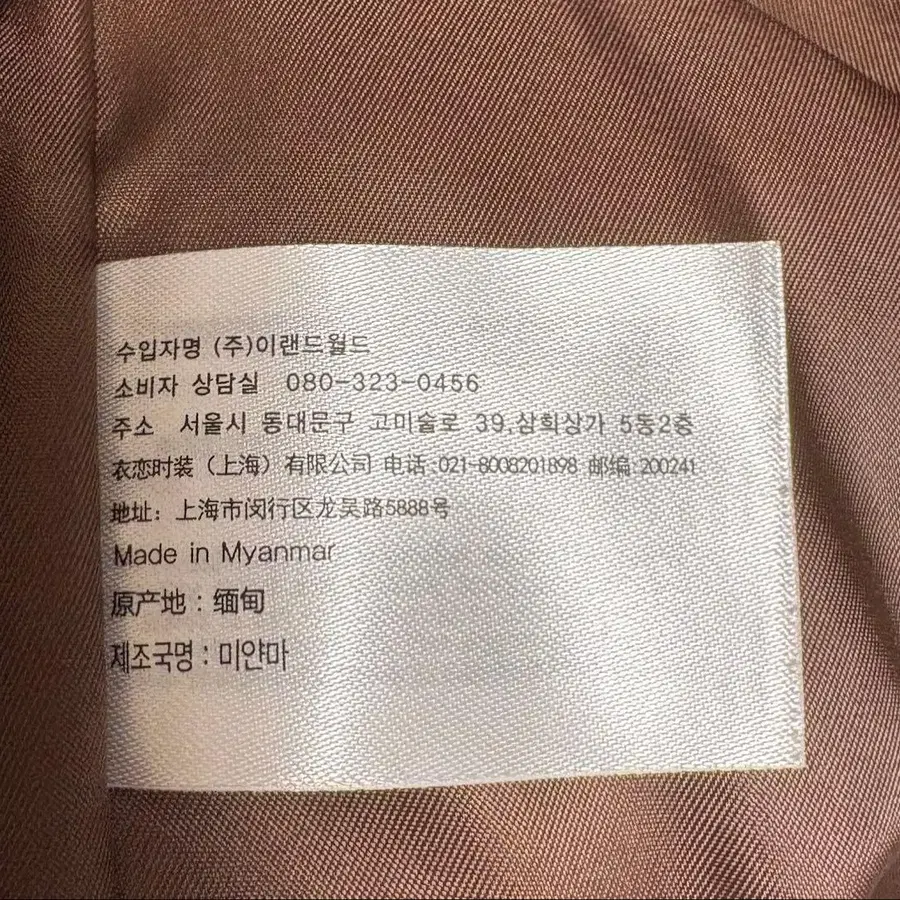 수입자명 (주)이랜드월드
소비자 상담실 080-323-0456
주소 서울시 동대문구 고미술로 39,삼희상가 5동2층
衣恋时装（上海）有限公司 电话:021-8008201898 邮编:200241
地址：上海市闵行区龙吴路5888号
Made in Myanmar
原产地：缅甸
제조국명 : 미얀마